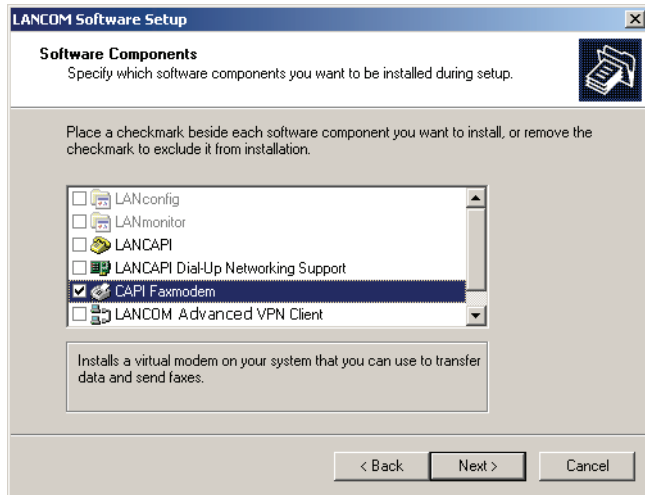 LANCOM Software Setup
Software Components
Specify which software components you want to be installed during setup.
Place a checkmark beside each software component you want to install, or remove the
checkmark to exclude it from installation.
LANconfig
LANmonitor
LANCAPI
LANCAPI Dial-Up Networking Support
CAPI Faxmodem
LANCOM Advanced VPN Client
Installs a virtual modem on your system that you can use to transfer
data and send faxes.
< Back
Next >
Cancel